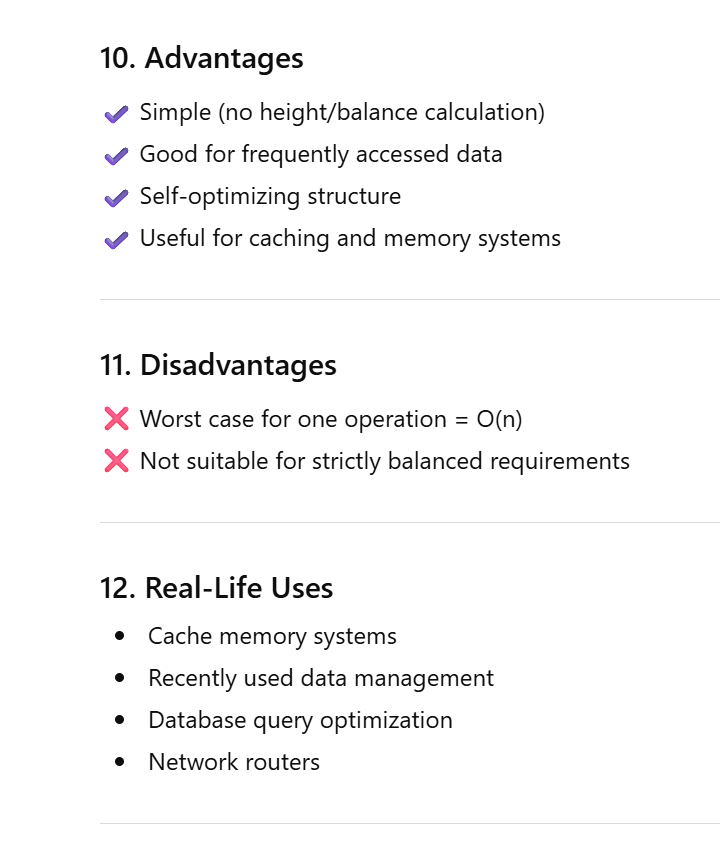 10. Advantages
✔ Simple (no height/balance calculation)
✔ Good for frequently accessed data
✔ Self-optimizing structure
✔ Useful for caching and memory systems
11. Disadvantages
❌ Worst case for one operation = O(n)
❌ Not suitable for strictly balanced requirements
12. Real-Life Uses
• Cache memory systems
• Recently used data management
• Database query optimization
• Network routers